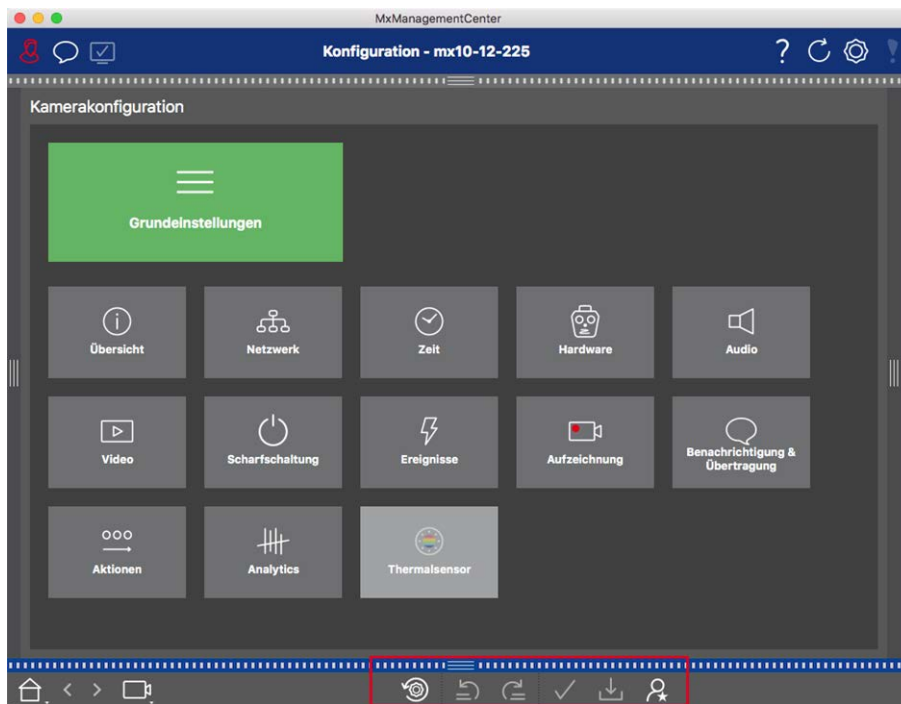 MxManagementCenter
Konfiguration - mx10-12-225
Kamerakonfiguration
Grundeinstellungen
Übersicht
Netzwerk
Zeit
Hardware
Audio
Video
Scharfschaltung
Ereignisse
Aufzeichnung
Benachrichtigung &
Übertragung
Aktionen
Analytics
Thermalsensor